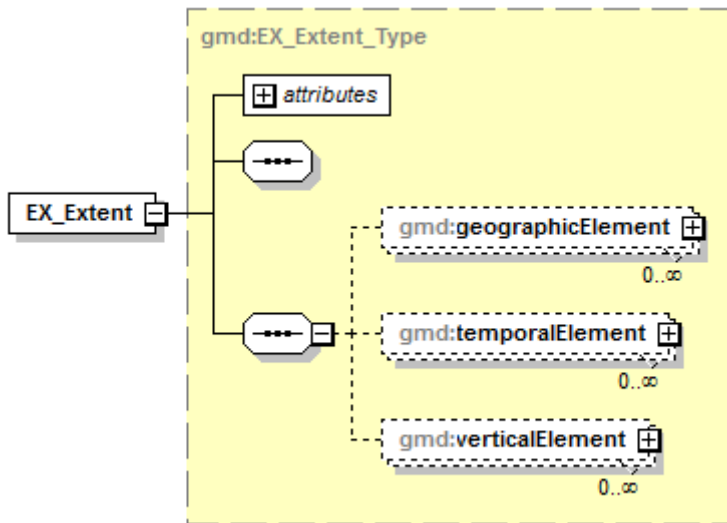 gmd:EX_Extent_Type
attributes
EX_Extent
gmd:geographicElement
0..∞
gmd:temporalElement
0..∞
gmd:verticalElement
0..∞